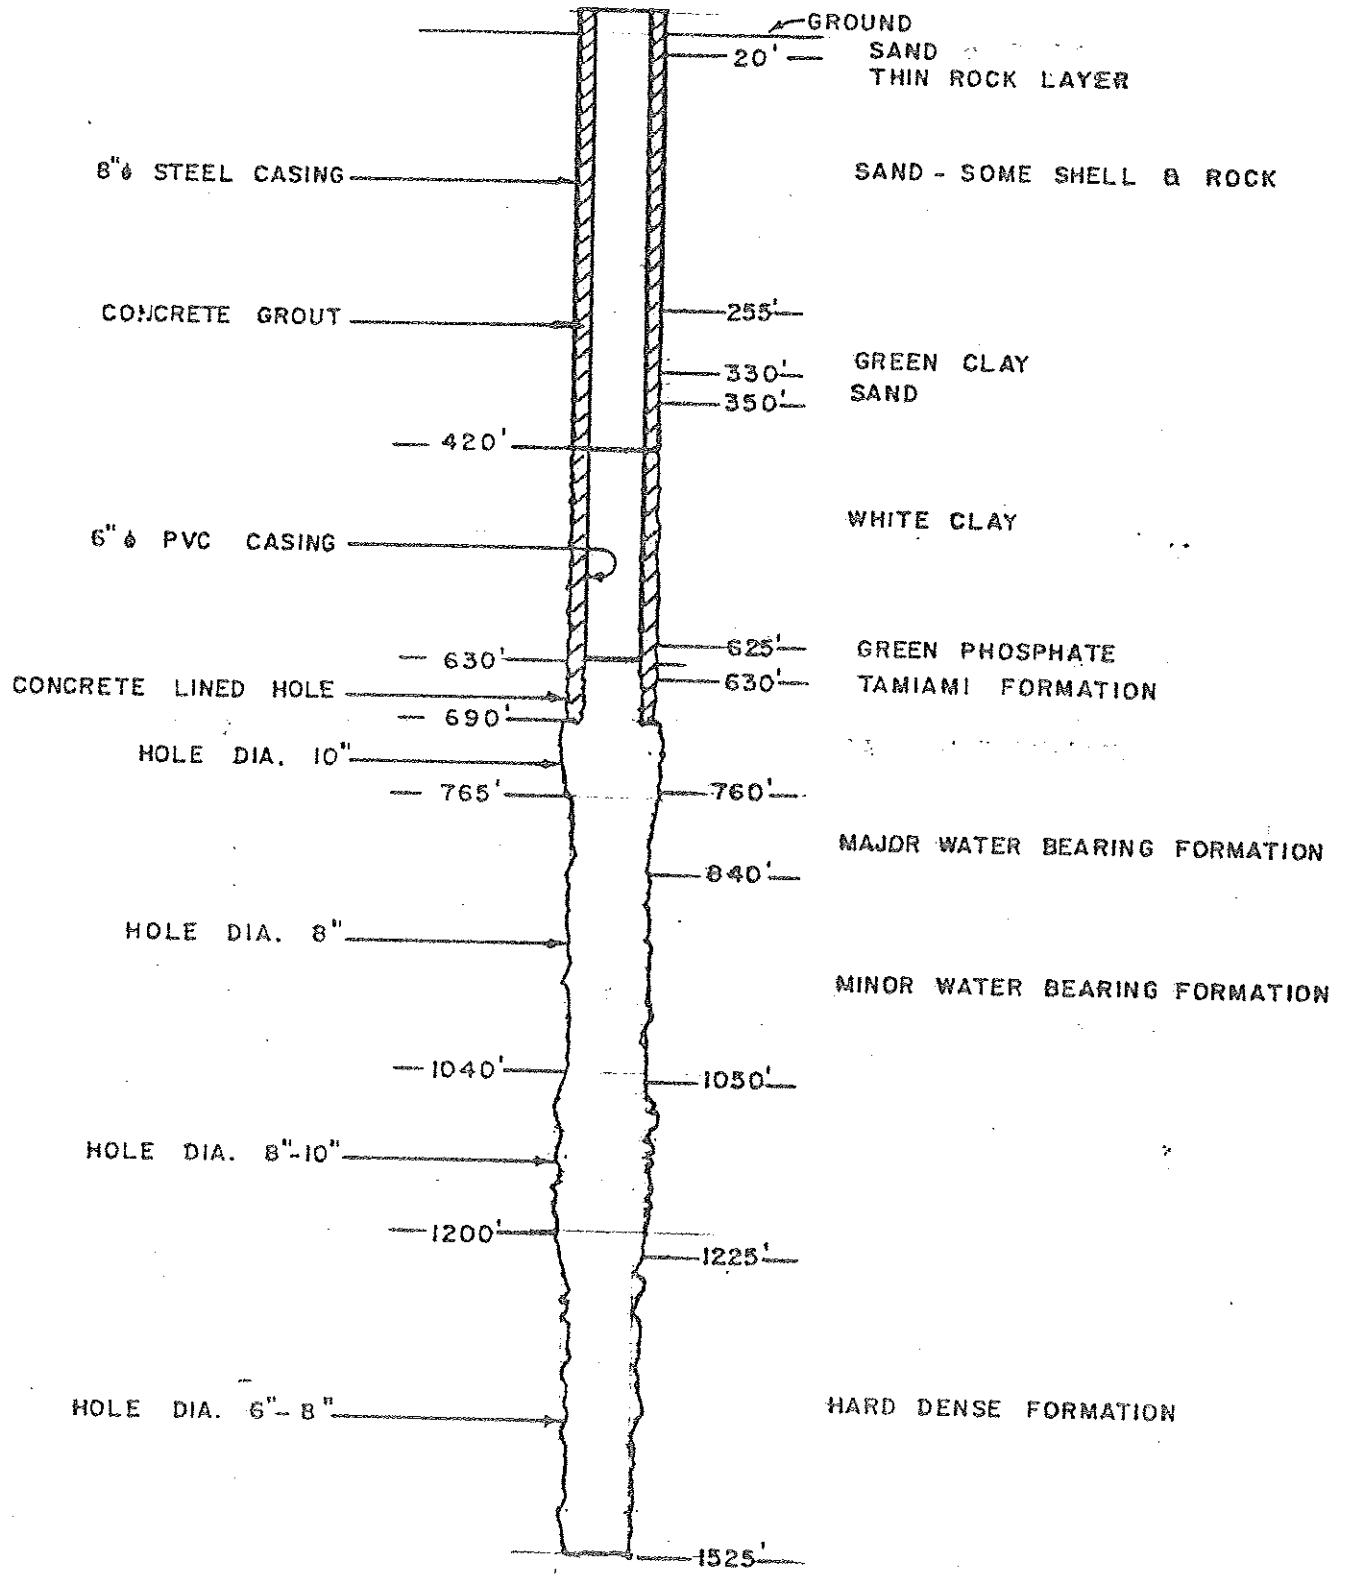 GROUND
20' SAND
THIN ROCK LAYER
8"ϕ STEEL CASING SAND - SOME SHELL & ROCK
CONCRETE GROUT 255'
330' GREEN CLAY
350' SAND
420'
WHITE CLAY
6"ϕ PVC CASING
625' GREEN PHOSPHATE
630'
CONCRETE LINED HOLE 630' TAMIAMI FORMATION
690'
HOLE DIA. 10"
765' 760'
MAJOR WATER BEARING FORMATION
840'
HOLE DIA. 8"
MINOR WATER BEARING FORMATION
1040' 1050'
HOLE DIA. 8"-10"
1200'
1225'
HOLE DIA. 6"-8" HARD DENSE FORMATION
1525'